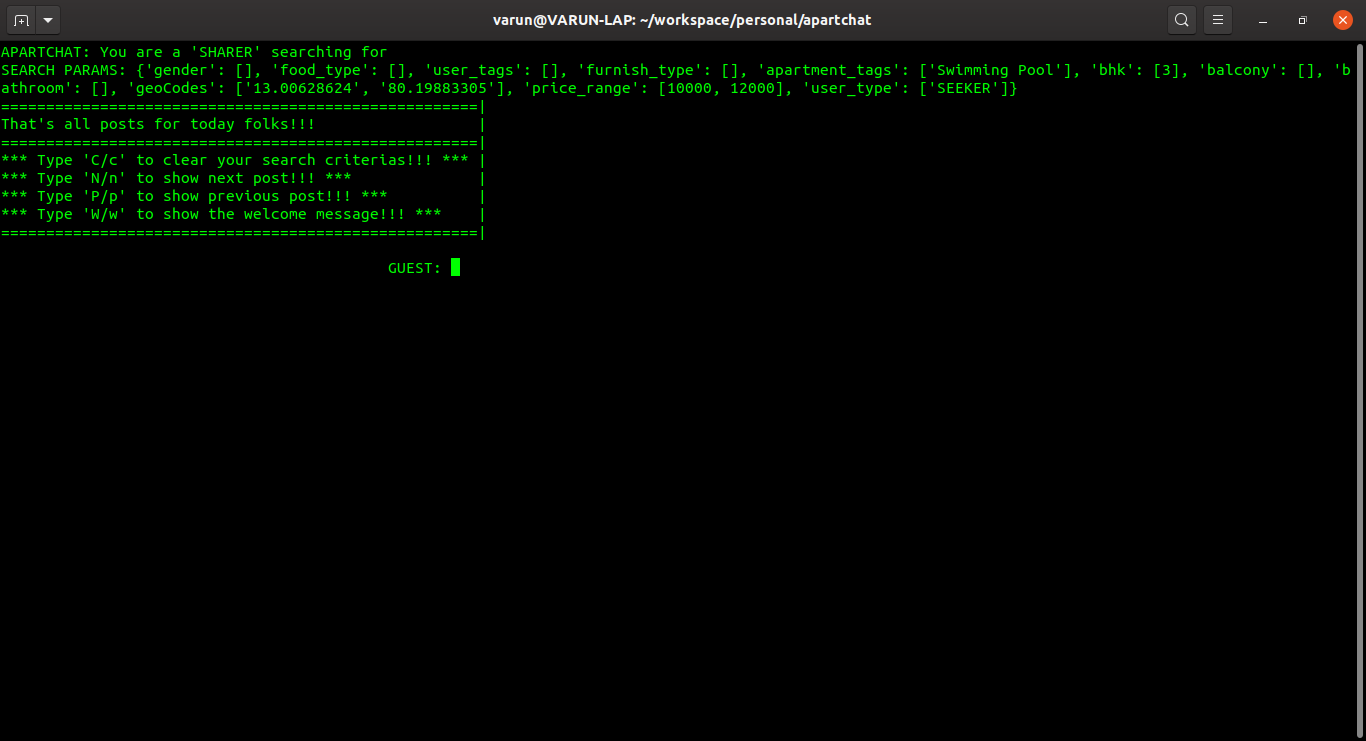 varun@VARUN-LAP: ~/workspace/personal/apartchat
APARTCHAT: You are a 'SHARER' searching for
SEARCH PARAMS: {'gender': [], 'food_type': [], 'user_tags': [], 'furnish_type': [], 'apartment_tags': ['Swimming Pool'], 'bhk': [3], 'balcony': [], 'b
athroom': [], 'geoCodes': ['13.00628624', '80.19883305'], 'price_range': [10000, 12000], 'user_type': ['SEEKER']}
=====================================================|
That's all posts for today folks!!!                  |
=====================================================|
*** Type 'C/c' to clear your search criterias!!! *** |
*** Type 'N/n' to show next post!!! ***              |
*** Type 'P/p' to show previous post!!! ***          |
*** Type 'W/w' to show the welcome message!!! ***    |
=====================================================|
GUEST: